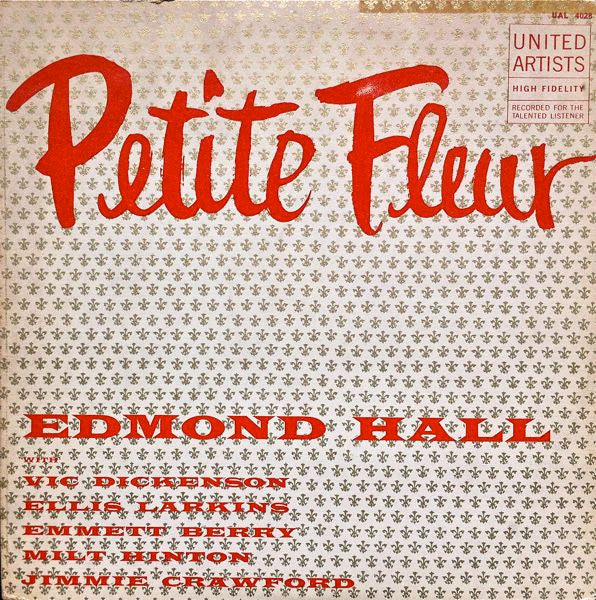 UAL 4028
UNITED
ARTISTS
HIGH FIDELITY
RECORDED FOR THE
TALENTED LISTENER
Petite Fleur
EDMOND HALL
WITH
VIC DICKENSON
ELLIS LARKINS
EMMETT BERRY
MILT HINTON
JIMMIE CRAWFORD